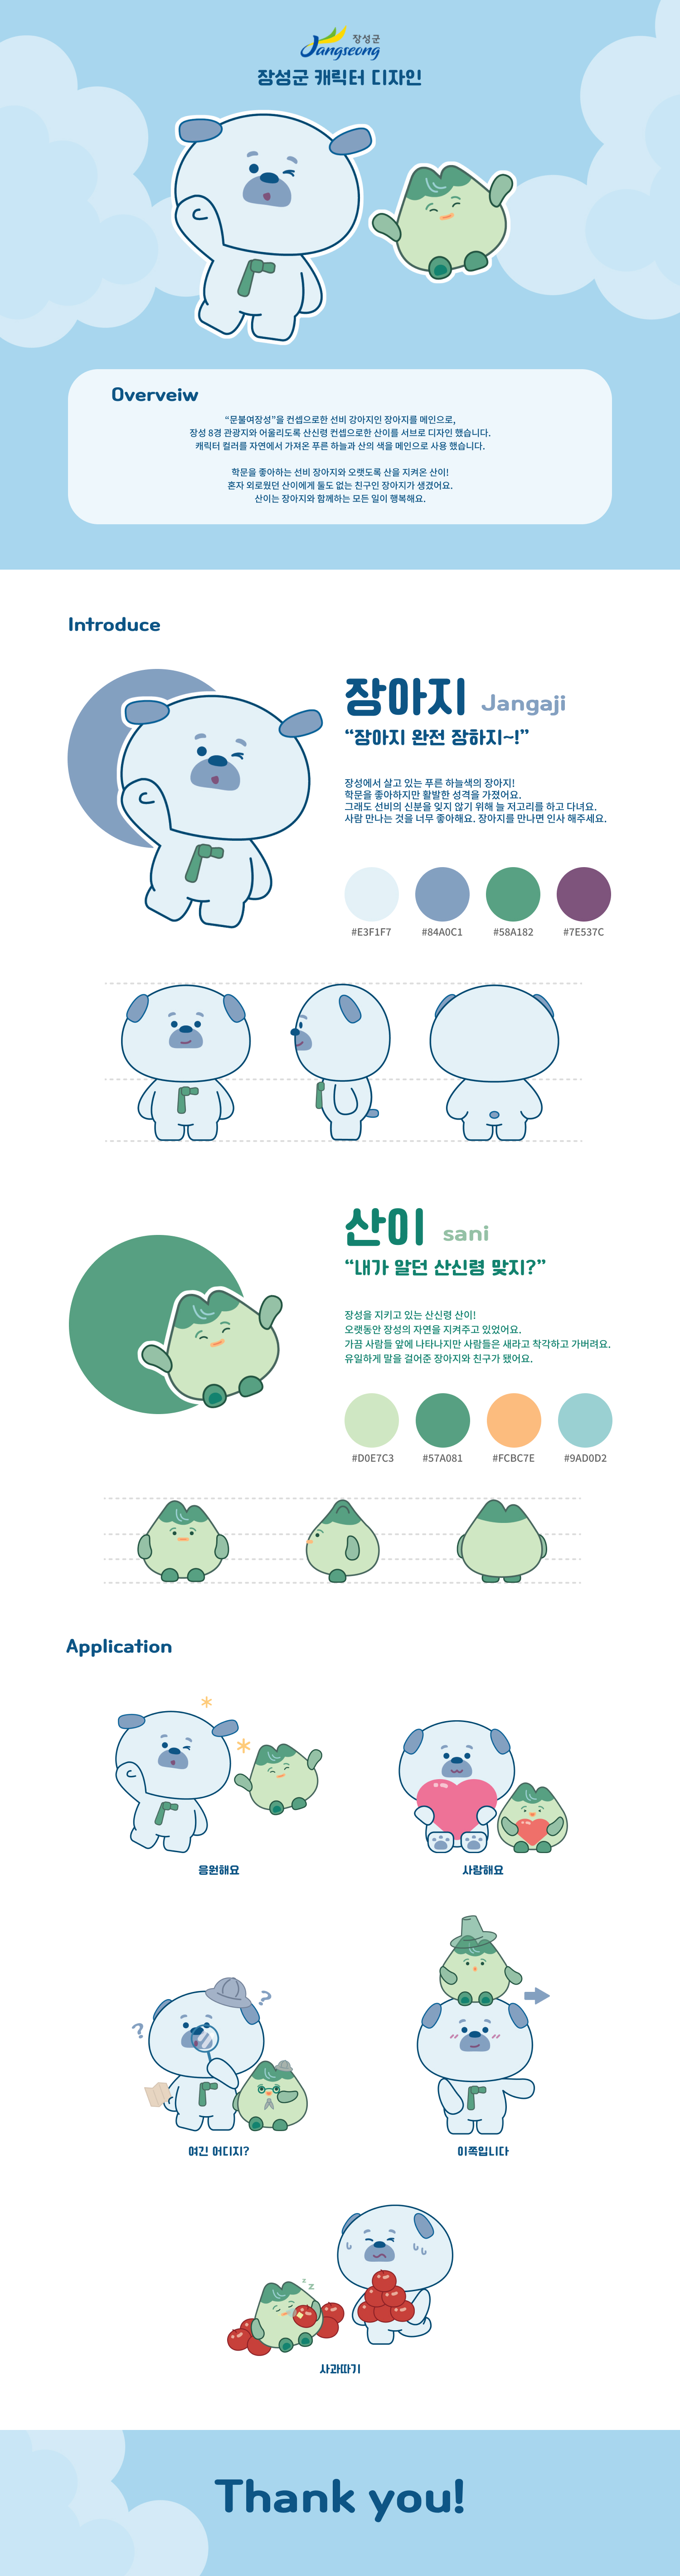 장성군
Jangseong
장성군 캐릭터 디자인
Overveiw
“문불여장성”을 컨셉으로한 선비 강아지인 장아지를 메인으로,
장성 8경 관광지와 어울리도록 산신령 컨셉으로한 산이를 서브로 디자인 했습니다.
캐릭터 컬러를 자연에서 가져온 푸른 하늘과 산의 색을 메인으로 사용 했습니다.
학문을 좋아하는 선비 장아지와 오랫도록 산을 지켜온 산이!
혼자 외로웠던 산이에게 둘도 없는 친구인 장아지가 생겼어요.
산이는 장아지와 함께하는 모든 일이 행복해요.
Introduce
장아지 Jangaji
“장아지 완전 장하지~!”
장성에서 살고 있는 푸른 하늘색의 장아지!
학문을 좋아하지만 활발한 성격을 가졌어요.
그래도 선비의 신분을 잊지 않기 위해 늘 저고리를 하고 다녀요.
사람 만나는 것을 너무 좋아해요. 장아지를 만나면 인사 해주세요.
#E3F1F7 #84A0C1 #58A182 #7E537C
산이 sani
“내가 알던 산신령 맞지?”
장성을 지키고 있는 산신령 산이!
오랫동안 장성의 자연을 지켜주고 있었어요.
가끔 사람들 앞에 나타나지만 사람들은 새라고 착각하고 가버려요.
유일하게 말을 걸어준 장아지와 친구가 됐어요.
#D0E7C3 #57A081 #FCBC7E #9AD0D2
Application
응원해요 사랑해요
? ?
여긴 어디지? 이쪽입니다
z z
사과따기
Thank you!